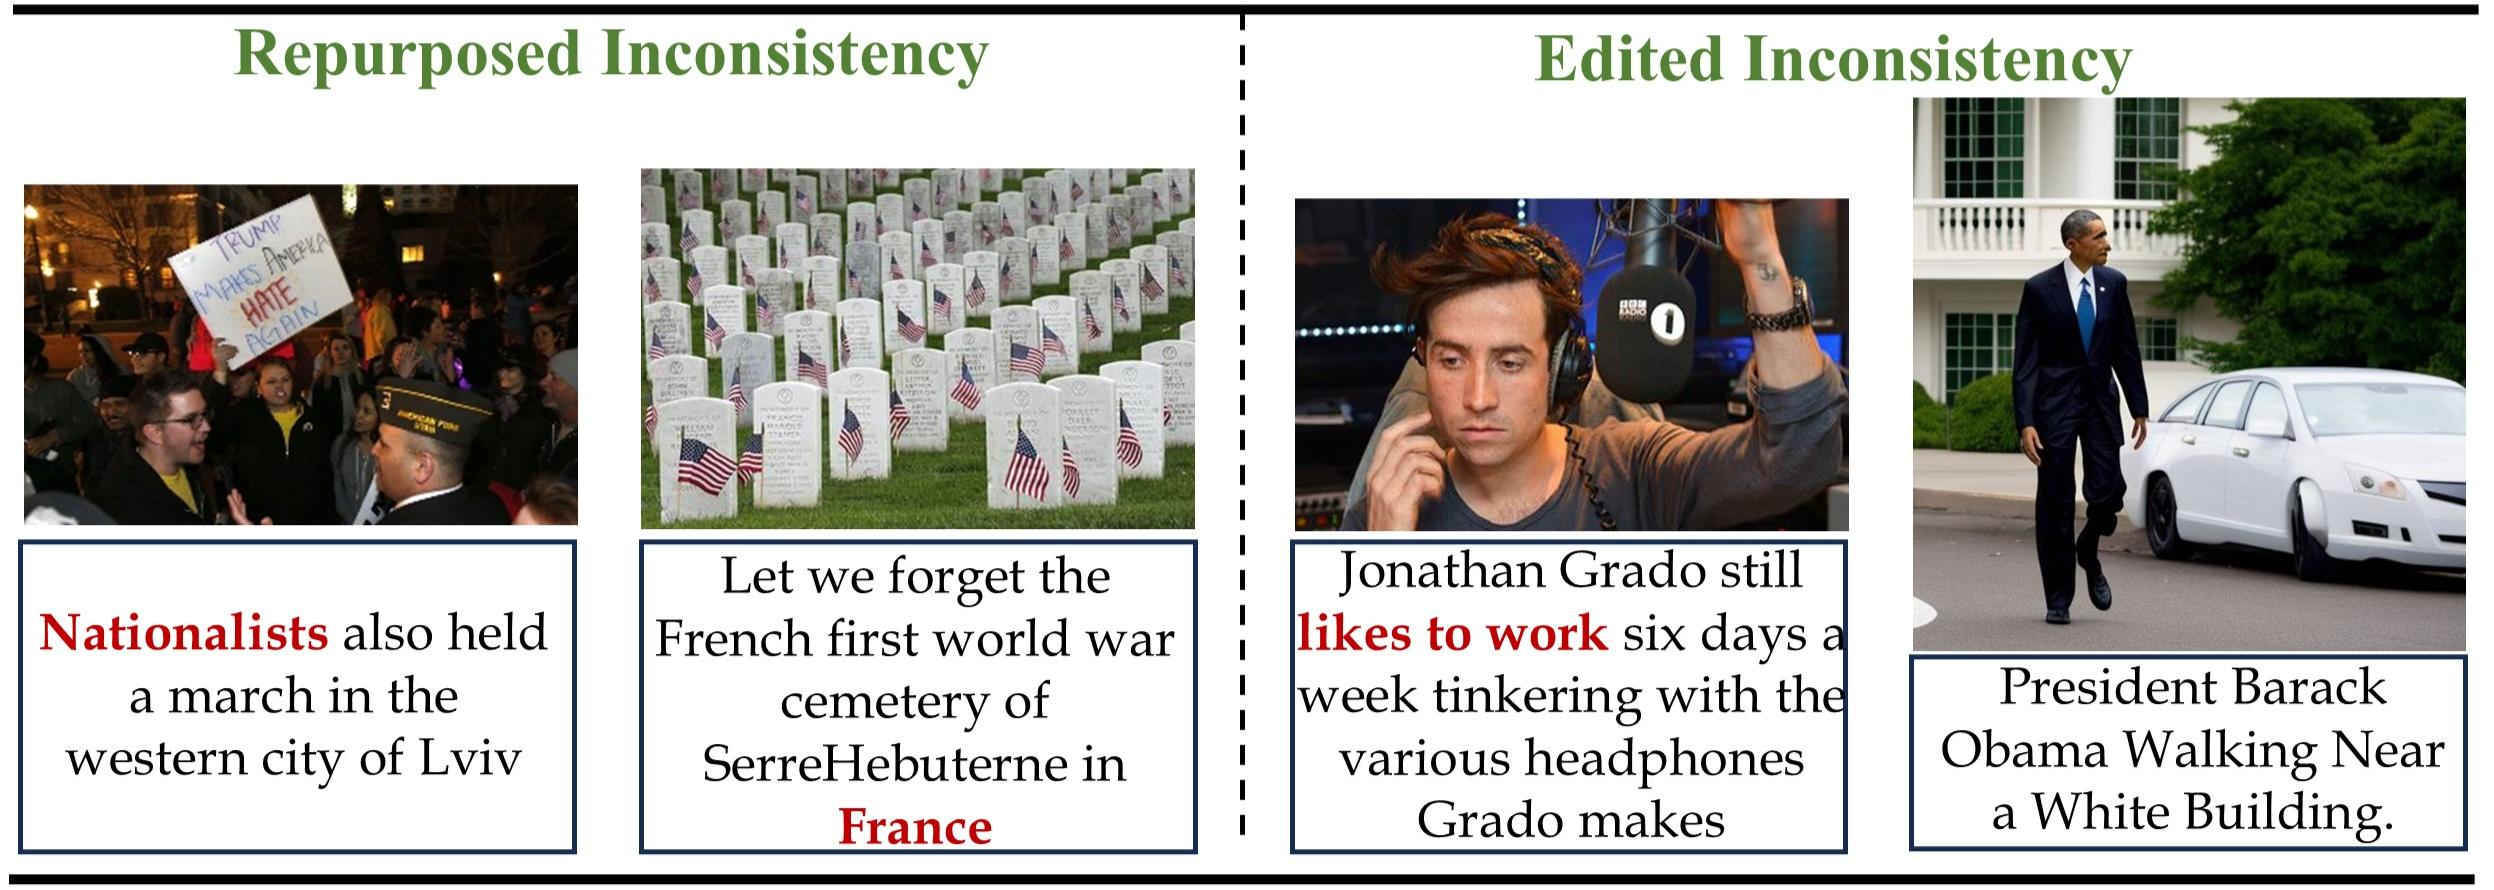 Repurposed Inconsistency
Edited Inconsistency
TRUMP
MAKES AMERICA
HATE
AGAIN
AMERICAN
UTAH
BBC
RADIO
1
Nationalists also held
a march in the
western city of Lviv
Let we forget the
French first world war
cemetery of
SerreHebuterne in
France
Jonathan Grado still
likes to work six days a
week tinkering with the
various headphones
Grado makes
President Barack
Obama Walking Near
a White Building.